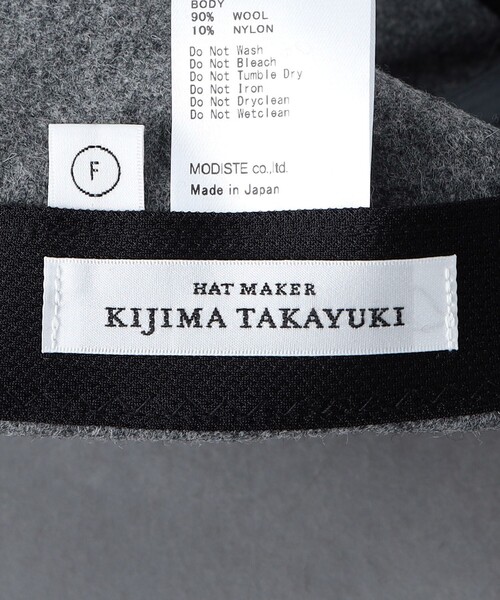 BODY
90% WOOL
10% NYLON
Do Not Wash
Do Not Bleach
Do Not Tumble Dry
Do Not Iron
Do Not Dryclean
Do Not Wetclean
MODISTE co.,ltd.
Made in Japan
F
HAT MAKER
KIJIMA TAKAYUKI